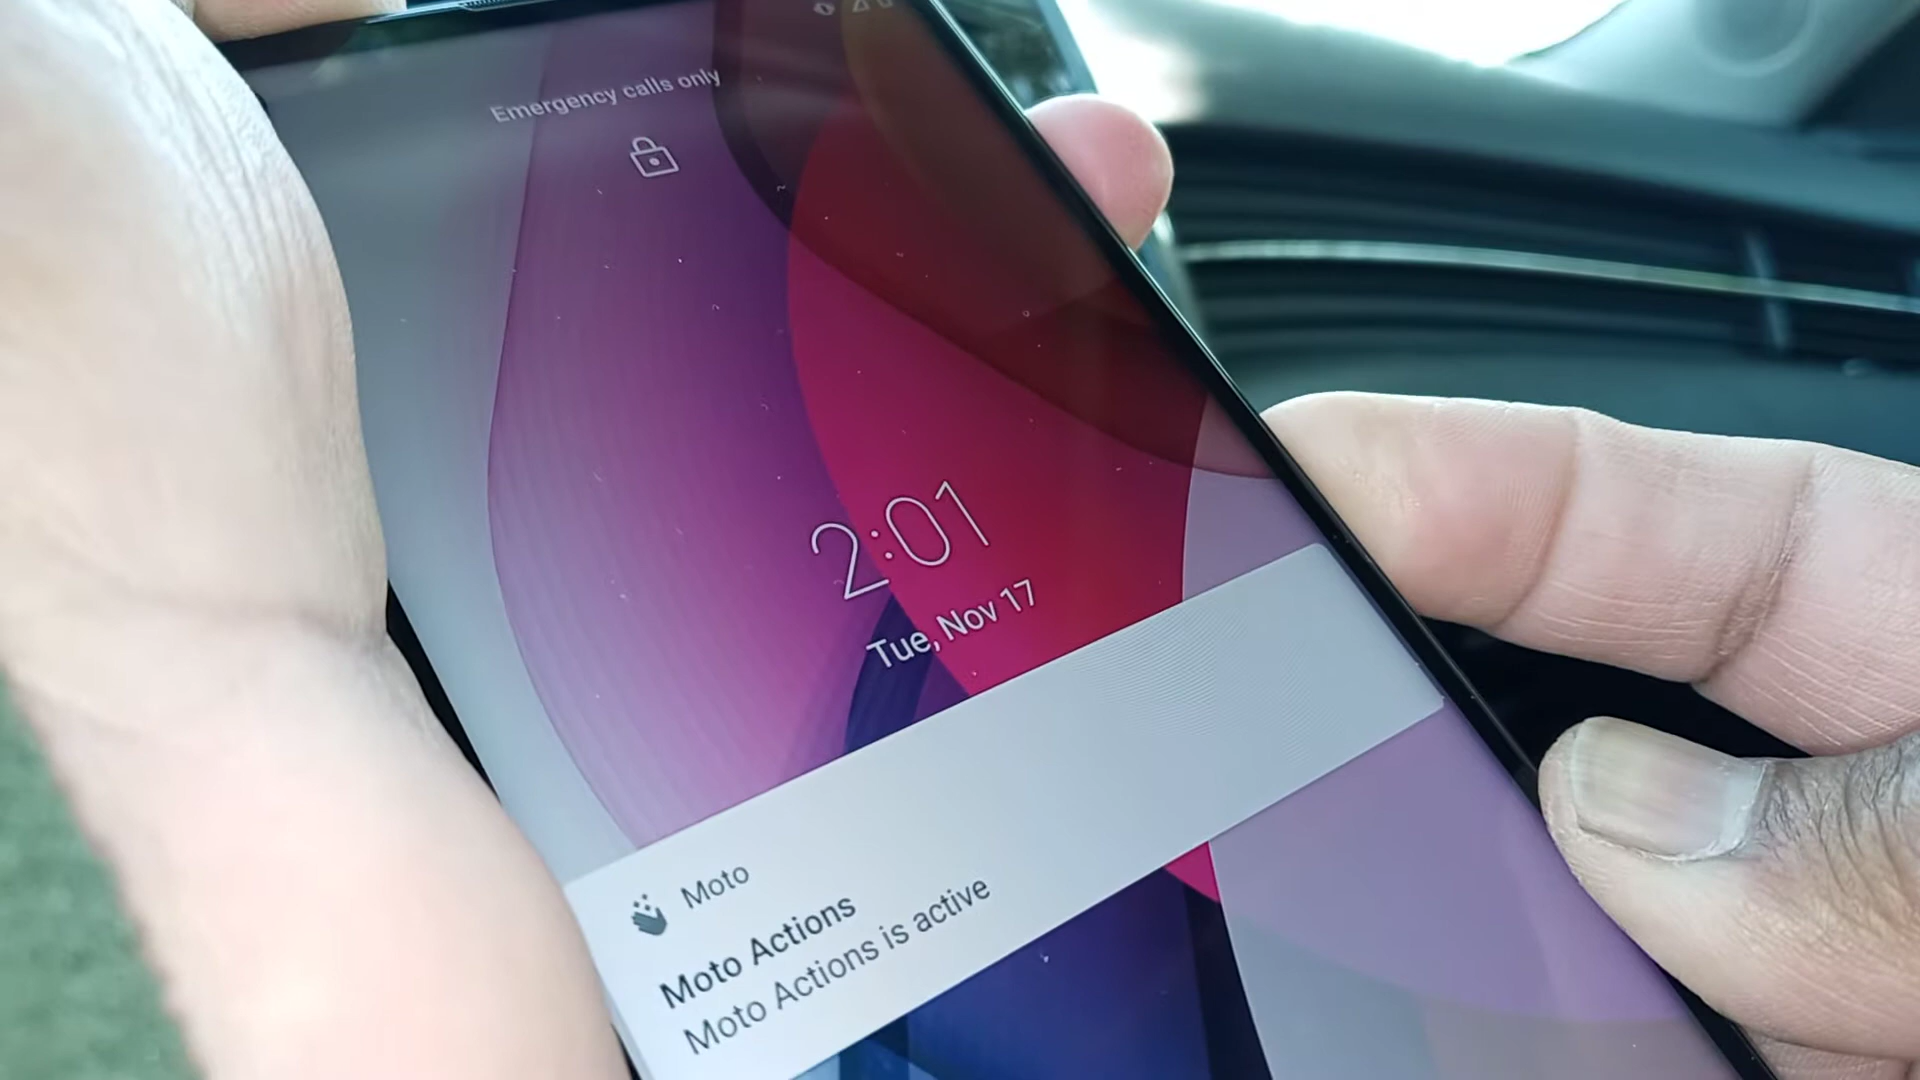 Emergency calls only
2:01
Tue, Nov 17
Moto
Moto Actions
Moto Actions is active